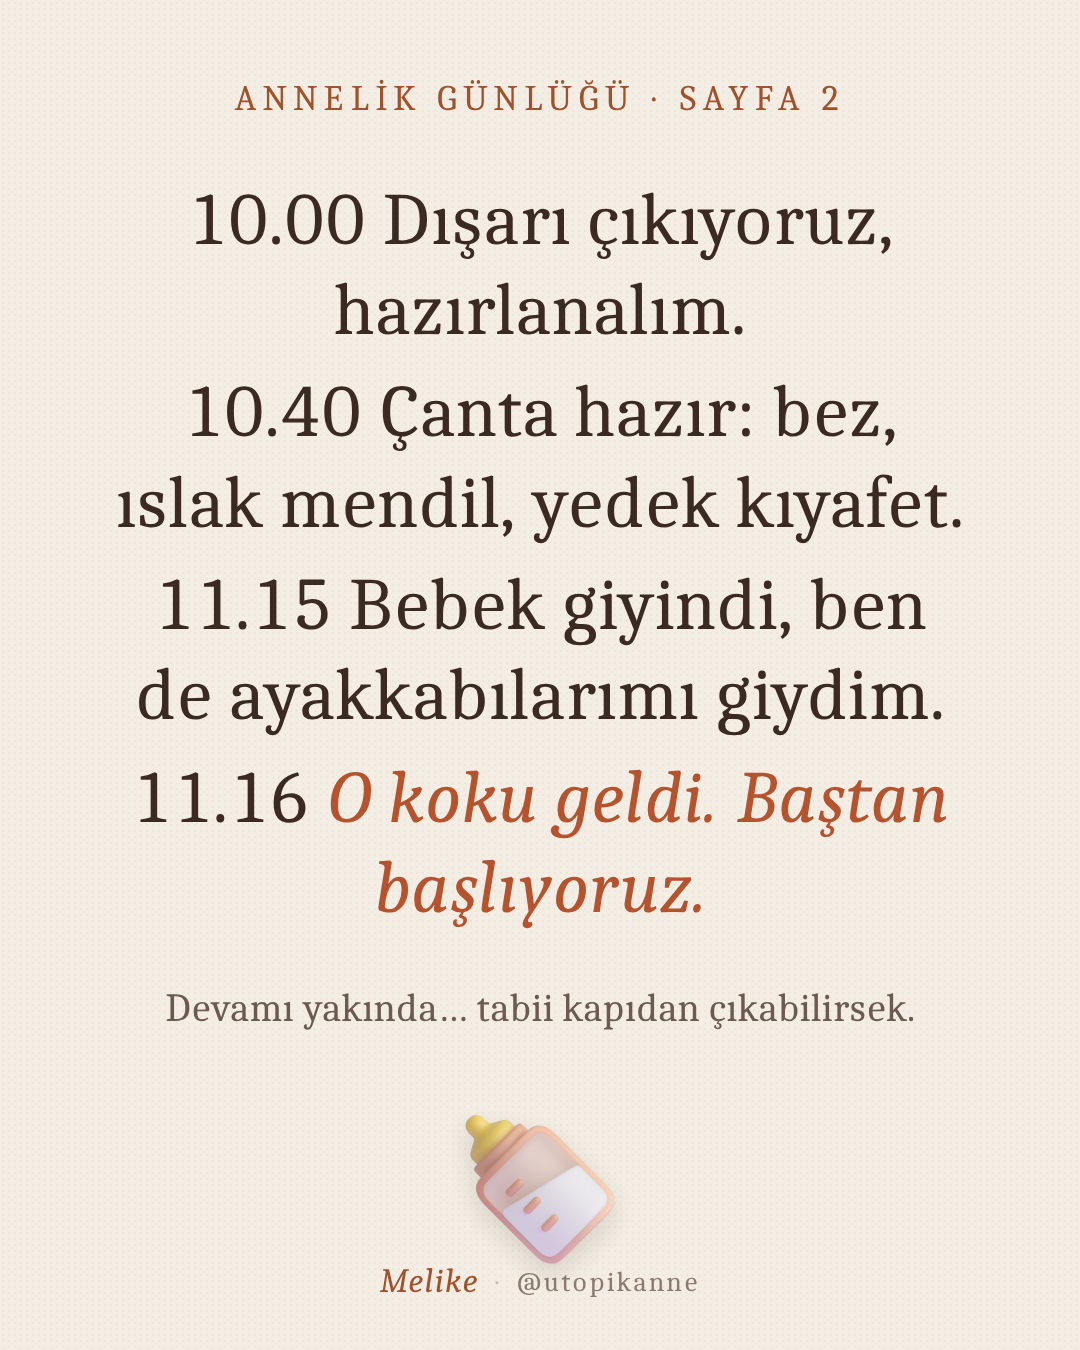 ANNELİK GÜNLÜĞÜ · SAYFA 2
10.00 Dışarı çıkıyoruz,
hazırlanalım.
10.40 Çanta hazır: bez,
ıslak mendil, yedek kıyafet.
11.15 Bebek giyindi, ben
de ayakkabılarımı giydim.
11.16 O koku geldi. Baştan
başlıyoruz.
Devamı yakında... tabii kapıdan çıkabilirsek.
Melike · @utopikanne